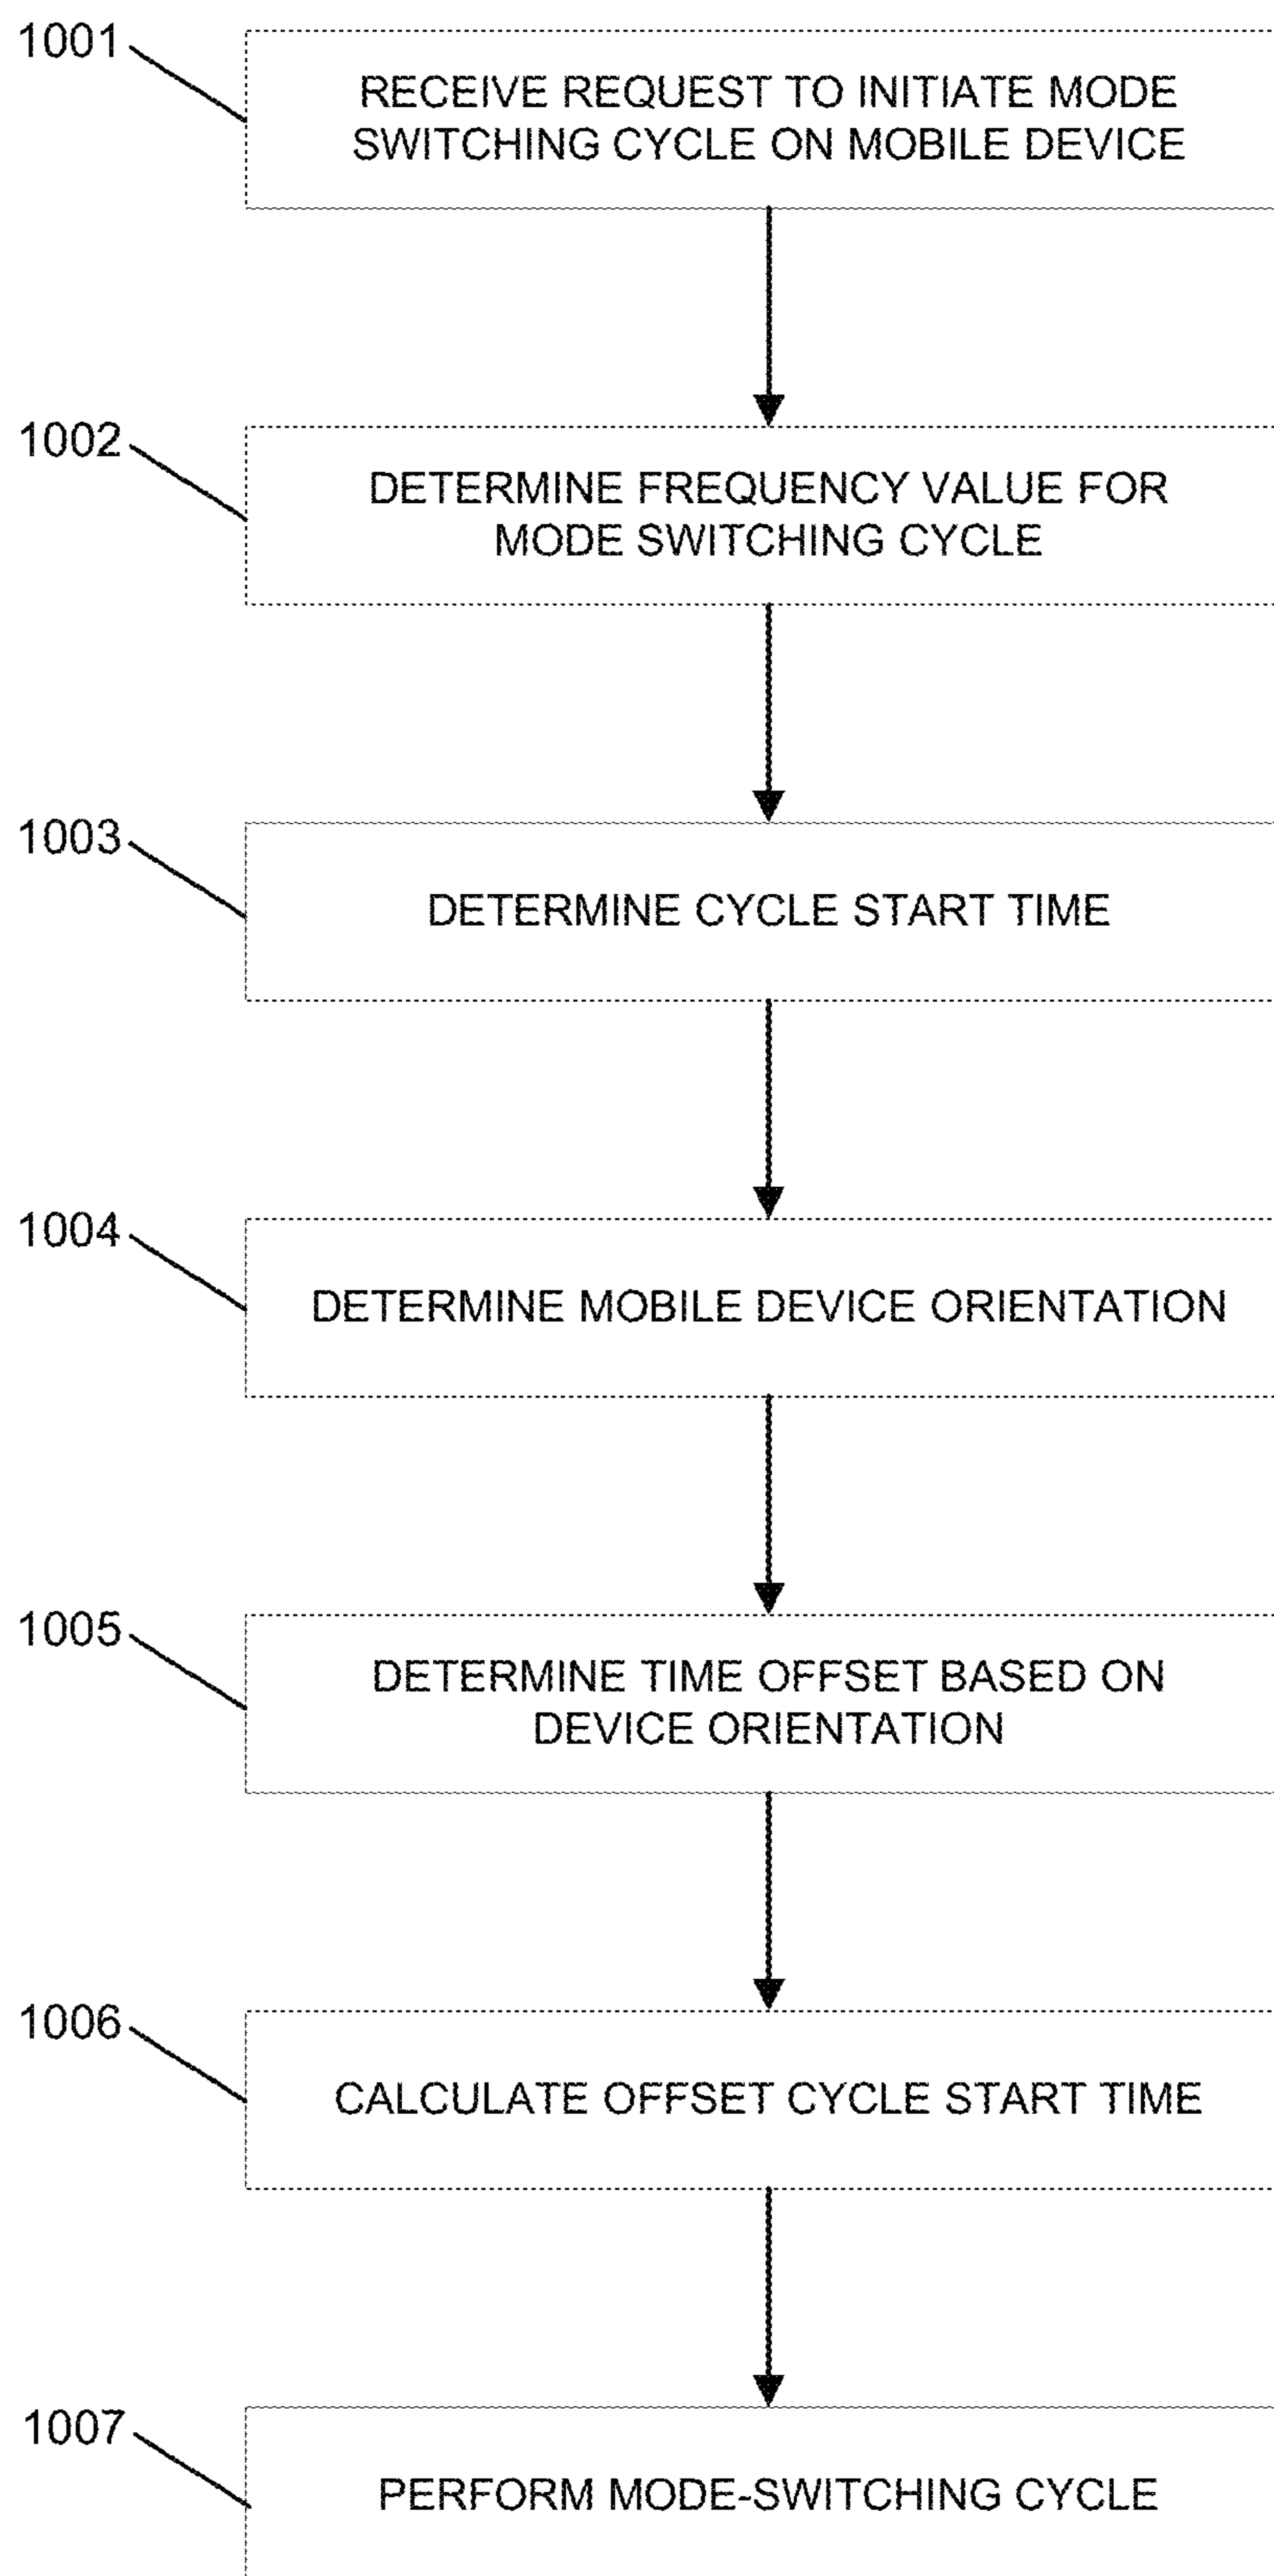 1001
RECEIVE REQUEST TO INITIATE MODE
SWITCHING CYCLE ON MOBILE DEVICE
1002
DETERMINE FREQUENCY VALUE FOR
MODE SWITCHING CYCLE
1003
DETERMINE CYCLE START TIME
1004
DETERMINE MOBILE DEVICE ORIENTATION
1005
DETERMINE TIME OFFSET BASED ON
DEVICE ORIENTATION
1006
CALCULATE OFFSET CYCLE START TIME
1007
PERFORM MODE-SWITCHING CYCLE